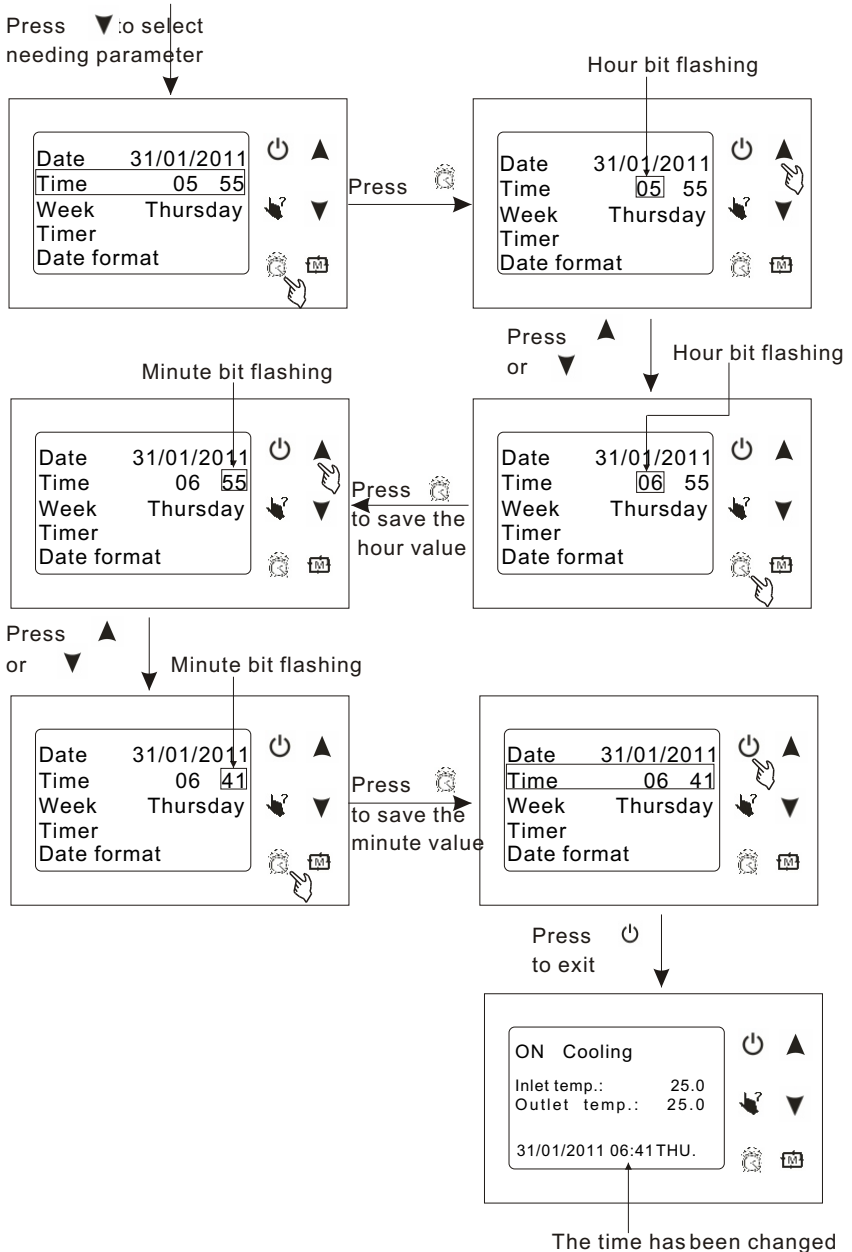 Press ▼ to select
needing parameter
Date 31/01/2011
Time 05 55
Week Thursday
Timer
Date format
Press
Hour bit flashing
Date 31/01/2011
Time 05 55
Week Thursday
Timer
Date format
M
M
Press ▲
or ▼
Hour bit flashing
Date 31/01/2011
Time 06 55
Week Thursday
Timer
Date format
M
Press
to save the
hour value
Minute bit flashing
Date 31/01/2011
Time 06 55
Week Thursday
Timer
Date format
M
Press ▲
or ▼
Minute bit flashing
Date 31/01/2011
Time 06 41
Week Thursday
Timer
Date format
M
Press
to save the
minute value
Date 31/01/2011
Time 06 41
Week Thursday
Timer
Date format
M
Press
to exit
ON Cooling
Inlet temp.: 25.0
Outlet temp.: 25.0
31/01/2011 06:41 THU.
M
The time has been changed